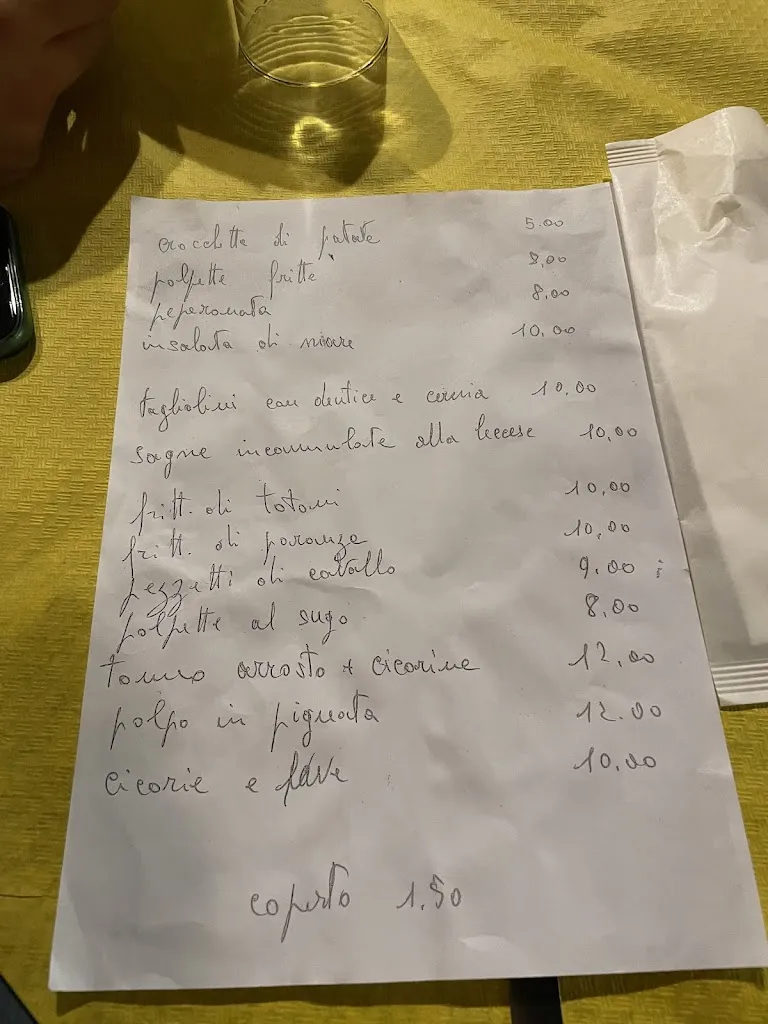 crocchette di patate 5.00
polpette fritte 8,00
peperonata 8,00
insalata di mare 10,00
tagliolini con dentice e cernia 10,00
sagne incannulate alla leccese 10,00
fritt. di totani 10,00
fritt. di paranza 10,00
pezzetti di cavallo 9.00
polpette al sugo 8,00
tonno arrosto + cicorine 12,00
polpo in pignata 12.00
cicorie e fave 10,00
coperto 1.50